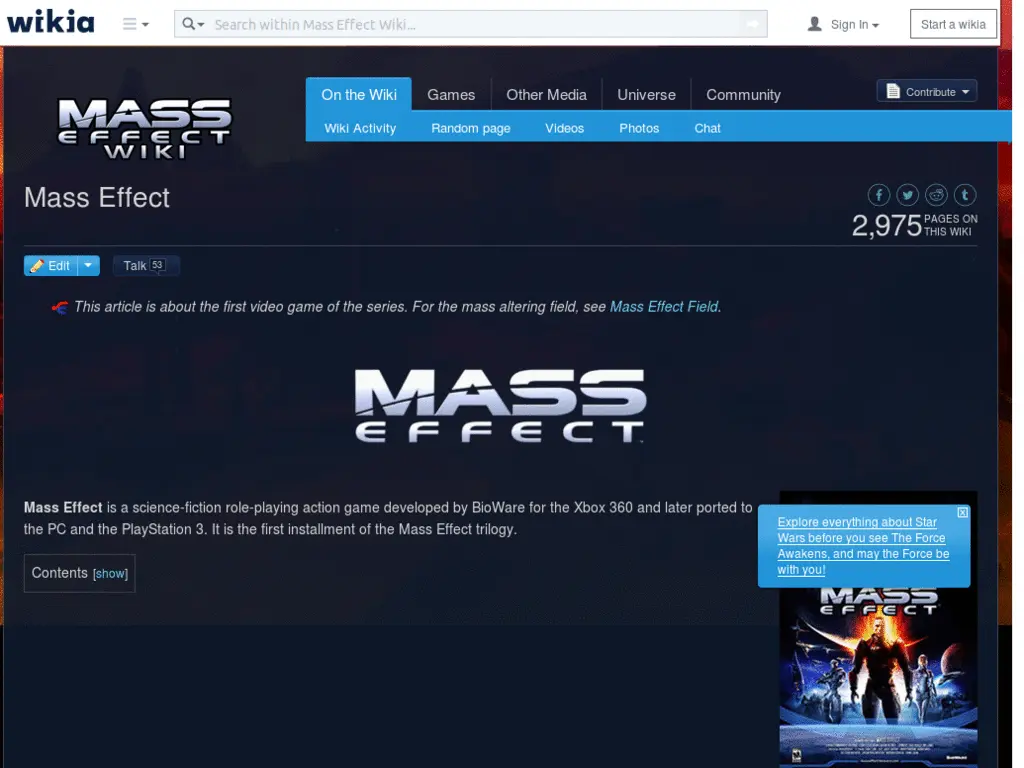 wikia
Search within Mass Effect Wiki...
Sign In
Start a wikia
MASS
EFFECT
WIKI
On the Wiki
Games
Other Media
Universe
Community
Contribute
Wiki Activity
Random page
Videos
Photos
Chat
Mass Effect
2,975 PAGES ON
THIS WIKI
Edit
Talk 53
This article is about the first video game of the series. For the mass altering field, see Mass Effect Field.
MASS
EFFECT
Mass Effect is a science-fiction role-playing action game developed by BioWare for the Xbox 360 and later ported to
the PC and the PlayStation 3. It is the first installment of the Mass Effect trilogy.
Contents [show]
Explore everything about Star
Wars before you see The Force
Awakens, and may the Force be
with you!
MASS
EFFECT